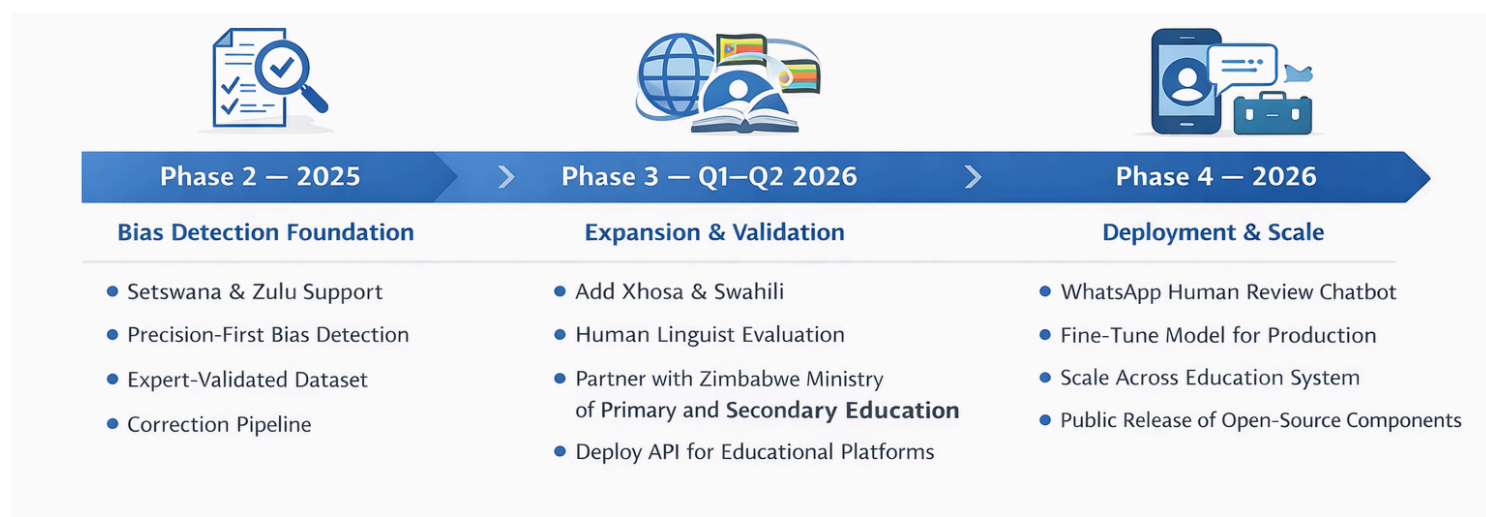 Phase 2 — 2025
Bias Detection Foundation
Setswana & Zulu Support
Precision-First Bias Detection
Expert-Validated Dataset
Correction Pipeline
Phase 3 — Q1–Q2 2026
Expansion & Validation
Add Xhosa & Swahili
Human Linguist Evaluation
Partner with Zimbabwe Ministry
of Primary and Secondary Education
Deploy API for Educational Platforms
Phase 4 — 2026
Deployment & Scale
WhatsApp Human Review Chatbot
Fine-Tune Model for Production
Scale Across Education System
Public Release of Open-Source Components